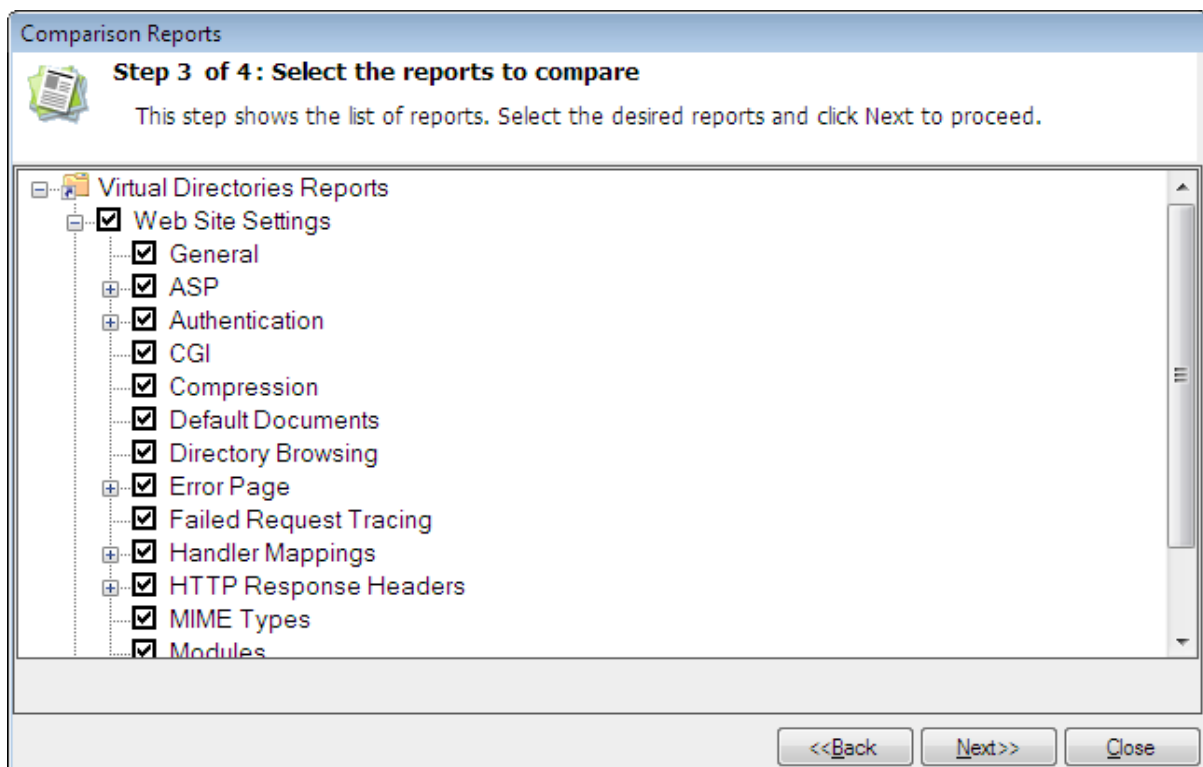 Comparison Reports
Step 3 of 4: Select the reports to compare
This step shows the list of reports. Select the desired reports and click Next to proceed.
Virtual Directories Reports
Web Site Settings
General
ASP
Authentication
CGI
Compression
Default Documents
Directory Browsing
Error Page
Failed Request Tracing
Handler Mappings
HTTP Response Headers
MIME Types
Modules
<<Back Next>> Close